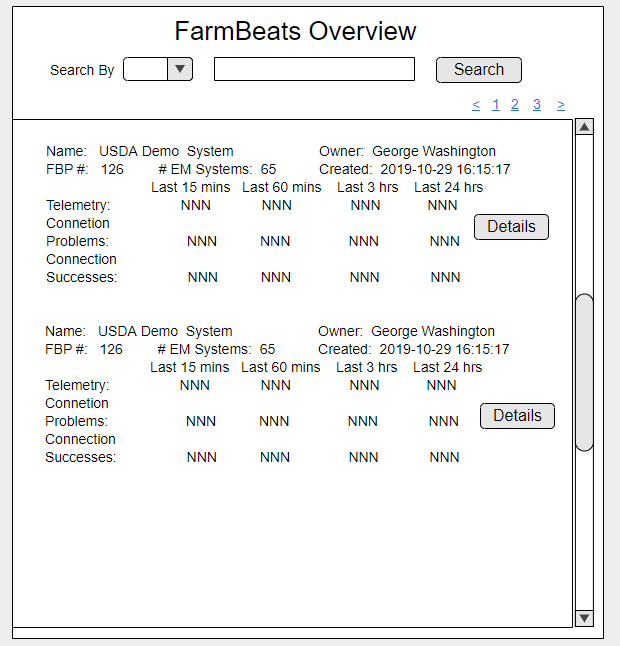 FarmBeats Overview
Search By Search
< 1 2 3 >
Name: USDA Demo System Owner: George Washington
FBP #: 126 # EM Systems: 65 Created: 2019-10-29 16:15:17
Last 15 mins Last 60 mins Last 3 hrs Last 24 hrs
Telemetry: NNN NNN NNN NNN
Connetion
Problems: NNN NNN NNN NNN
Connection
Successes: NNN NNN NNN NNN
Details
Name: USDA Demo System Owner: George Washington
FBP #: 126 # EM Systems: 65 Created: 2019-10-29 16:15:17
Last 15 mins Last 60 mins Last 3 hrs Last 24 hrs
Telemetry: NNN NNN NNN NNN
Connetion
Problems: NNN NNN NNN NNN
Connection
Successes: NNN NNN NNN NNN
Details